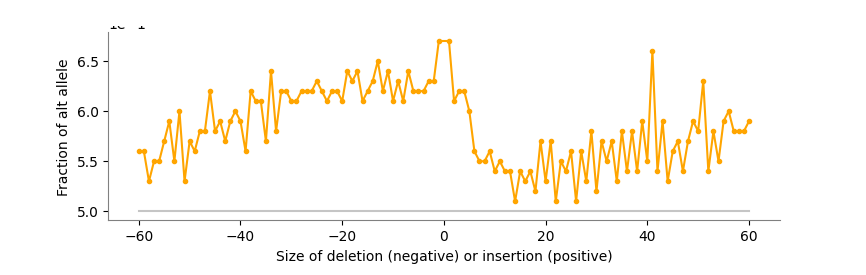 6.5
6.0
5.5
5.0
Fraction of alt allele
−60 −40 −20 0 20 40 60
Size of deletion (negative) or insertion (positive)